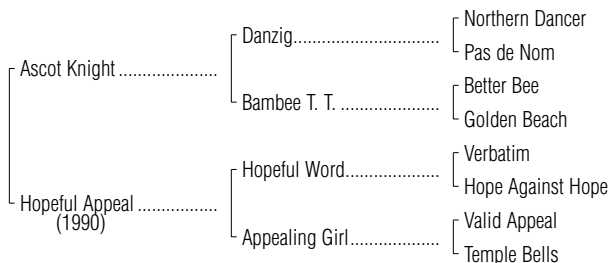 Northern Dancer
Danzig..................................
Pas de Nom
Ascot Knight ......................
Better Bee
Bambee T. T. .......................
Golden Beach
Verbatim
Hopeful Word.....................
Hope Against Hope
Hopeful Appeal ..................
(1990)
Valid Appeal
Appealing Girl.....................
Temple Bells